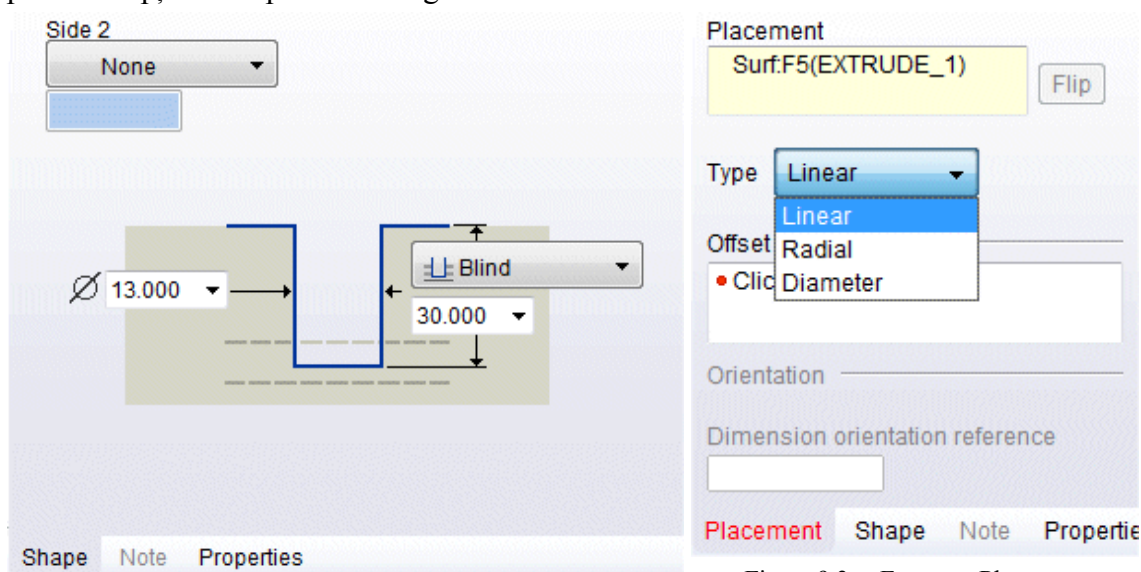 Side 2
None
⌀ 13.000
Blind
30.000
Shape Note Properties
Placement
Surf:F5(EXTRUDE_1)
Flip
Type Linear
Linear
Radial
Diameter
Offset
Clic
Orientation
Dimension orientation reference
Placement Shape Note Propertie